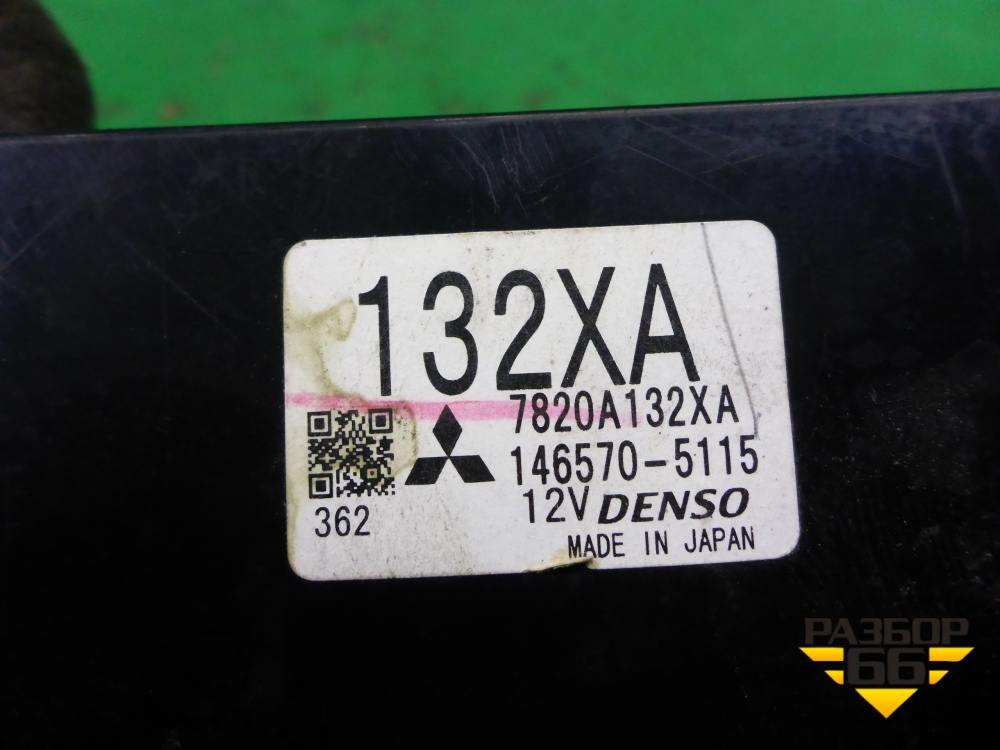 132XA
7820A132XA
146570-5115
12V DENSO
362
MADE IN JAPAN
РАЗБОР
66